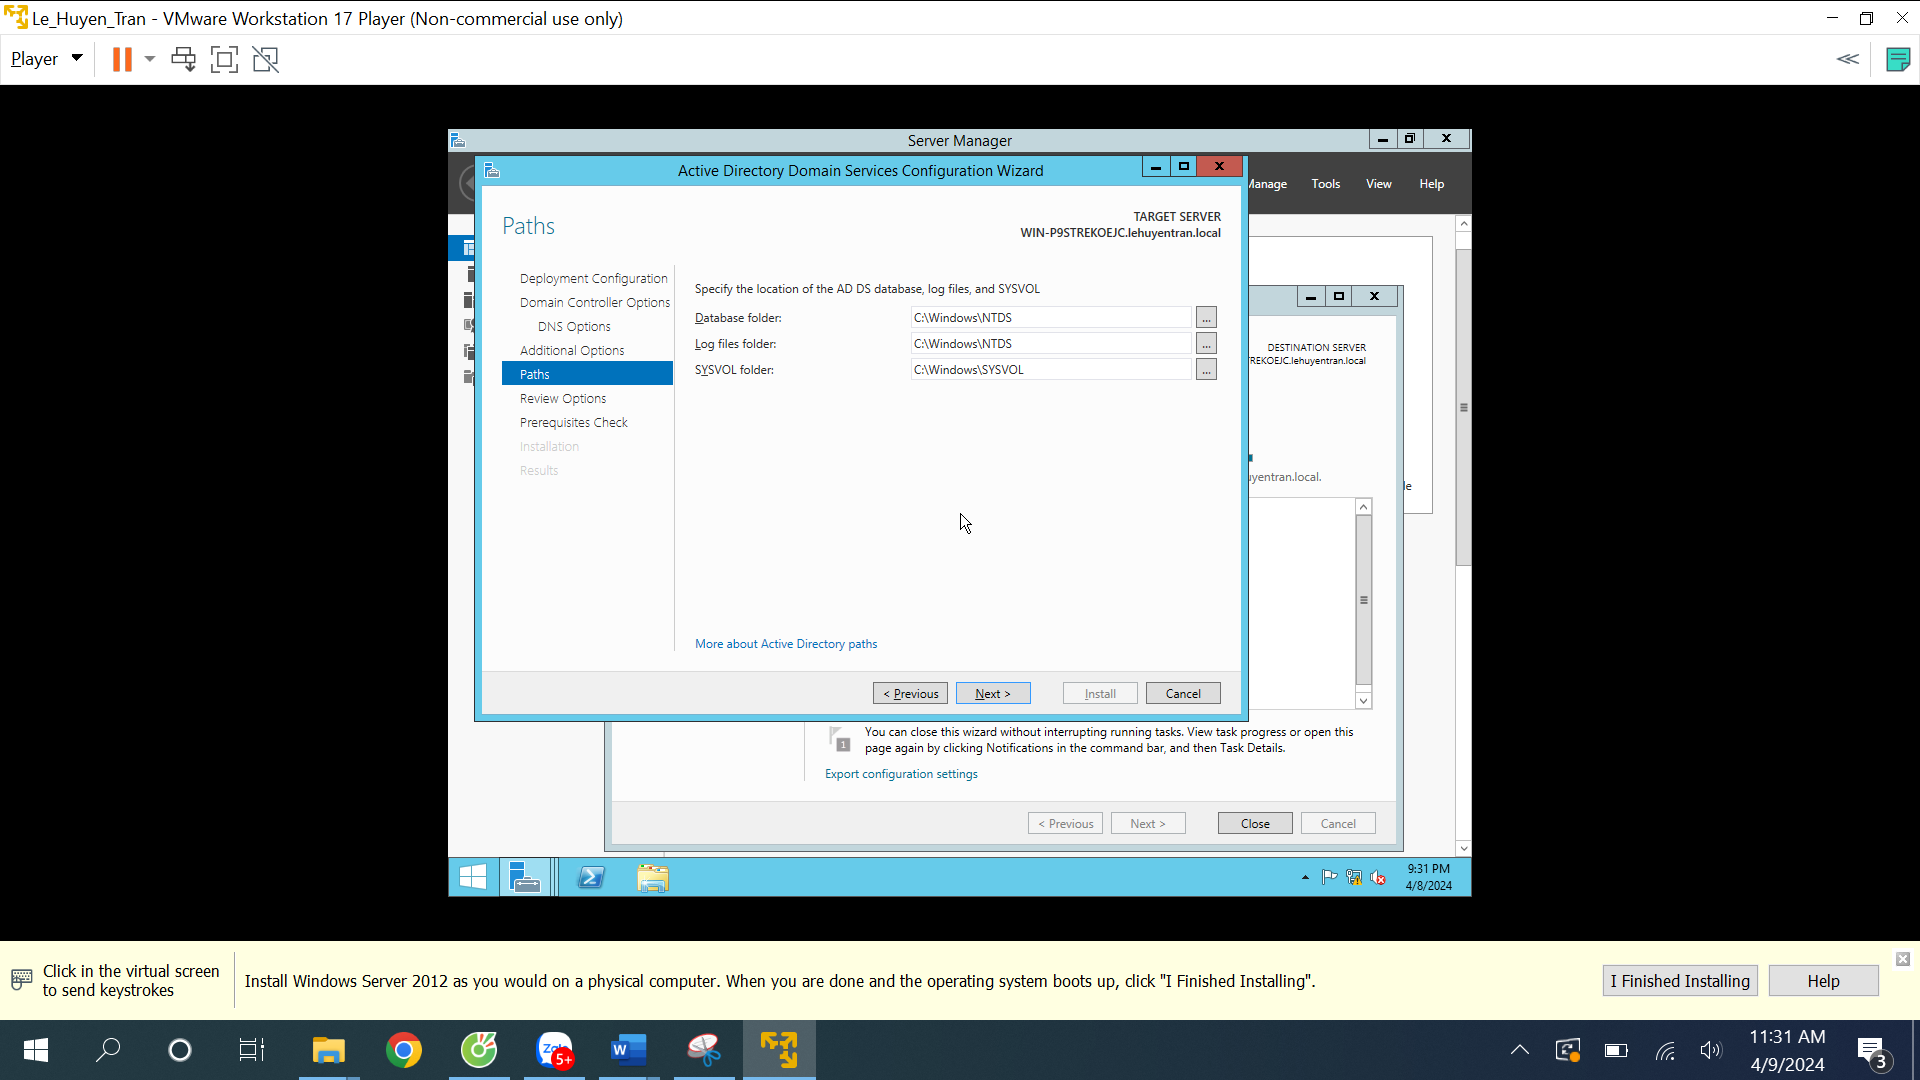 Le_Huyen_Tran - VMware Workstation 17 Player (Non-commercial use only)
Player
Server Manager
Manage Tools View Help
Active Directory Domain Services Configuration Wizard
Paths
TARGET SERVER
WIN-P9STREKOEJC.lehuyentran.local
Deployment Configuration
Domain Controller Options
DNS Options
Additional Options
Paths
Review Options
Prerequisites Check
Installation
Results
Specify the location of the AD DS database, log files, and SYSVOL
Database folder: C:\Windows\NTDS ...
Log files folder: C:\Windows\NTDS ...
SYSVOL folder: C:\Windows\SYSVOL ...
More about Active Directory paths
< Previous Next > Install Cancel
DESTINATION SERVER
TREKOEJC.lehuyentran.local
uyentran.local.
1
You can close this wizard without interrupting running tasks. View task progress or open this
page again by clicking Notifications in the command bar, and then Task Details.
Export configuration settings
< Previous Next > Close Cancel
9:31 PM
4/8/2024
Click in the virtual screen
to send keystrokes
Install Windows Server 2012 as you would on a physical computer. When you are done and the operating system boots up, click "I Finished Installing".
I Finished Installing Help
5+
W
11:31 AM
4/9/2024
3